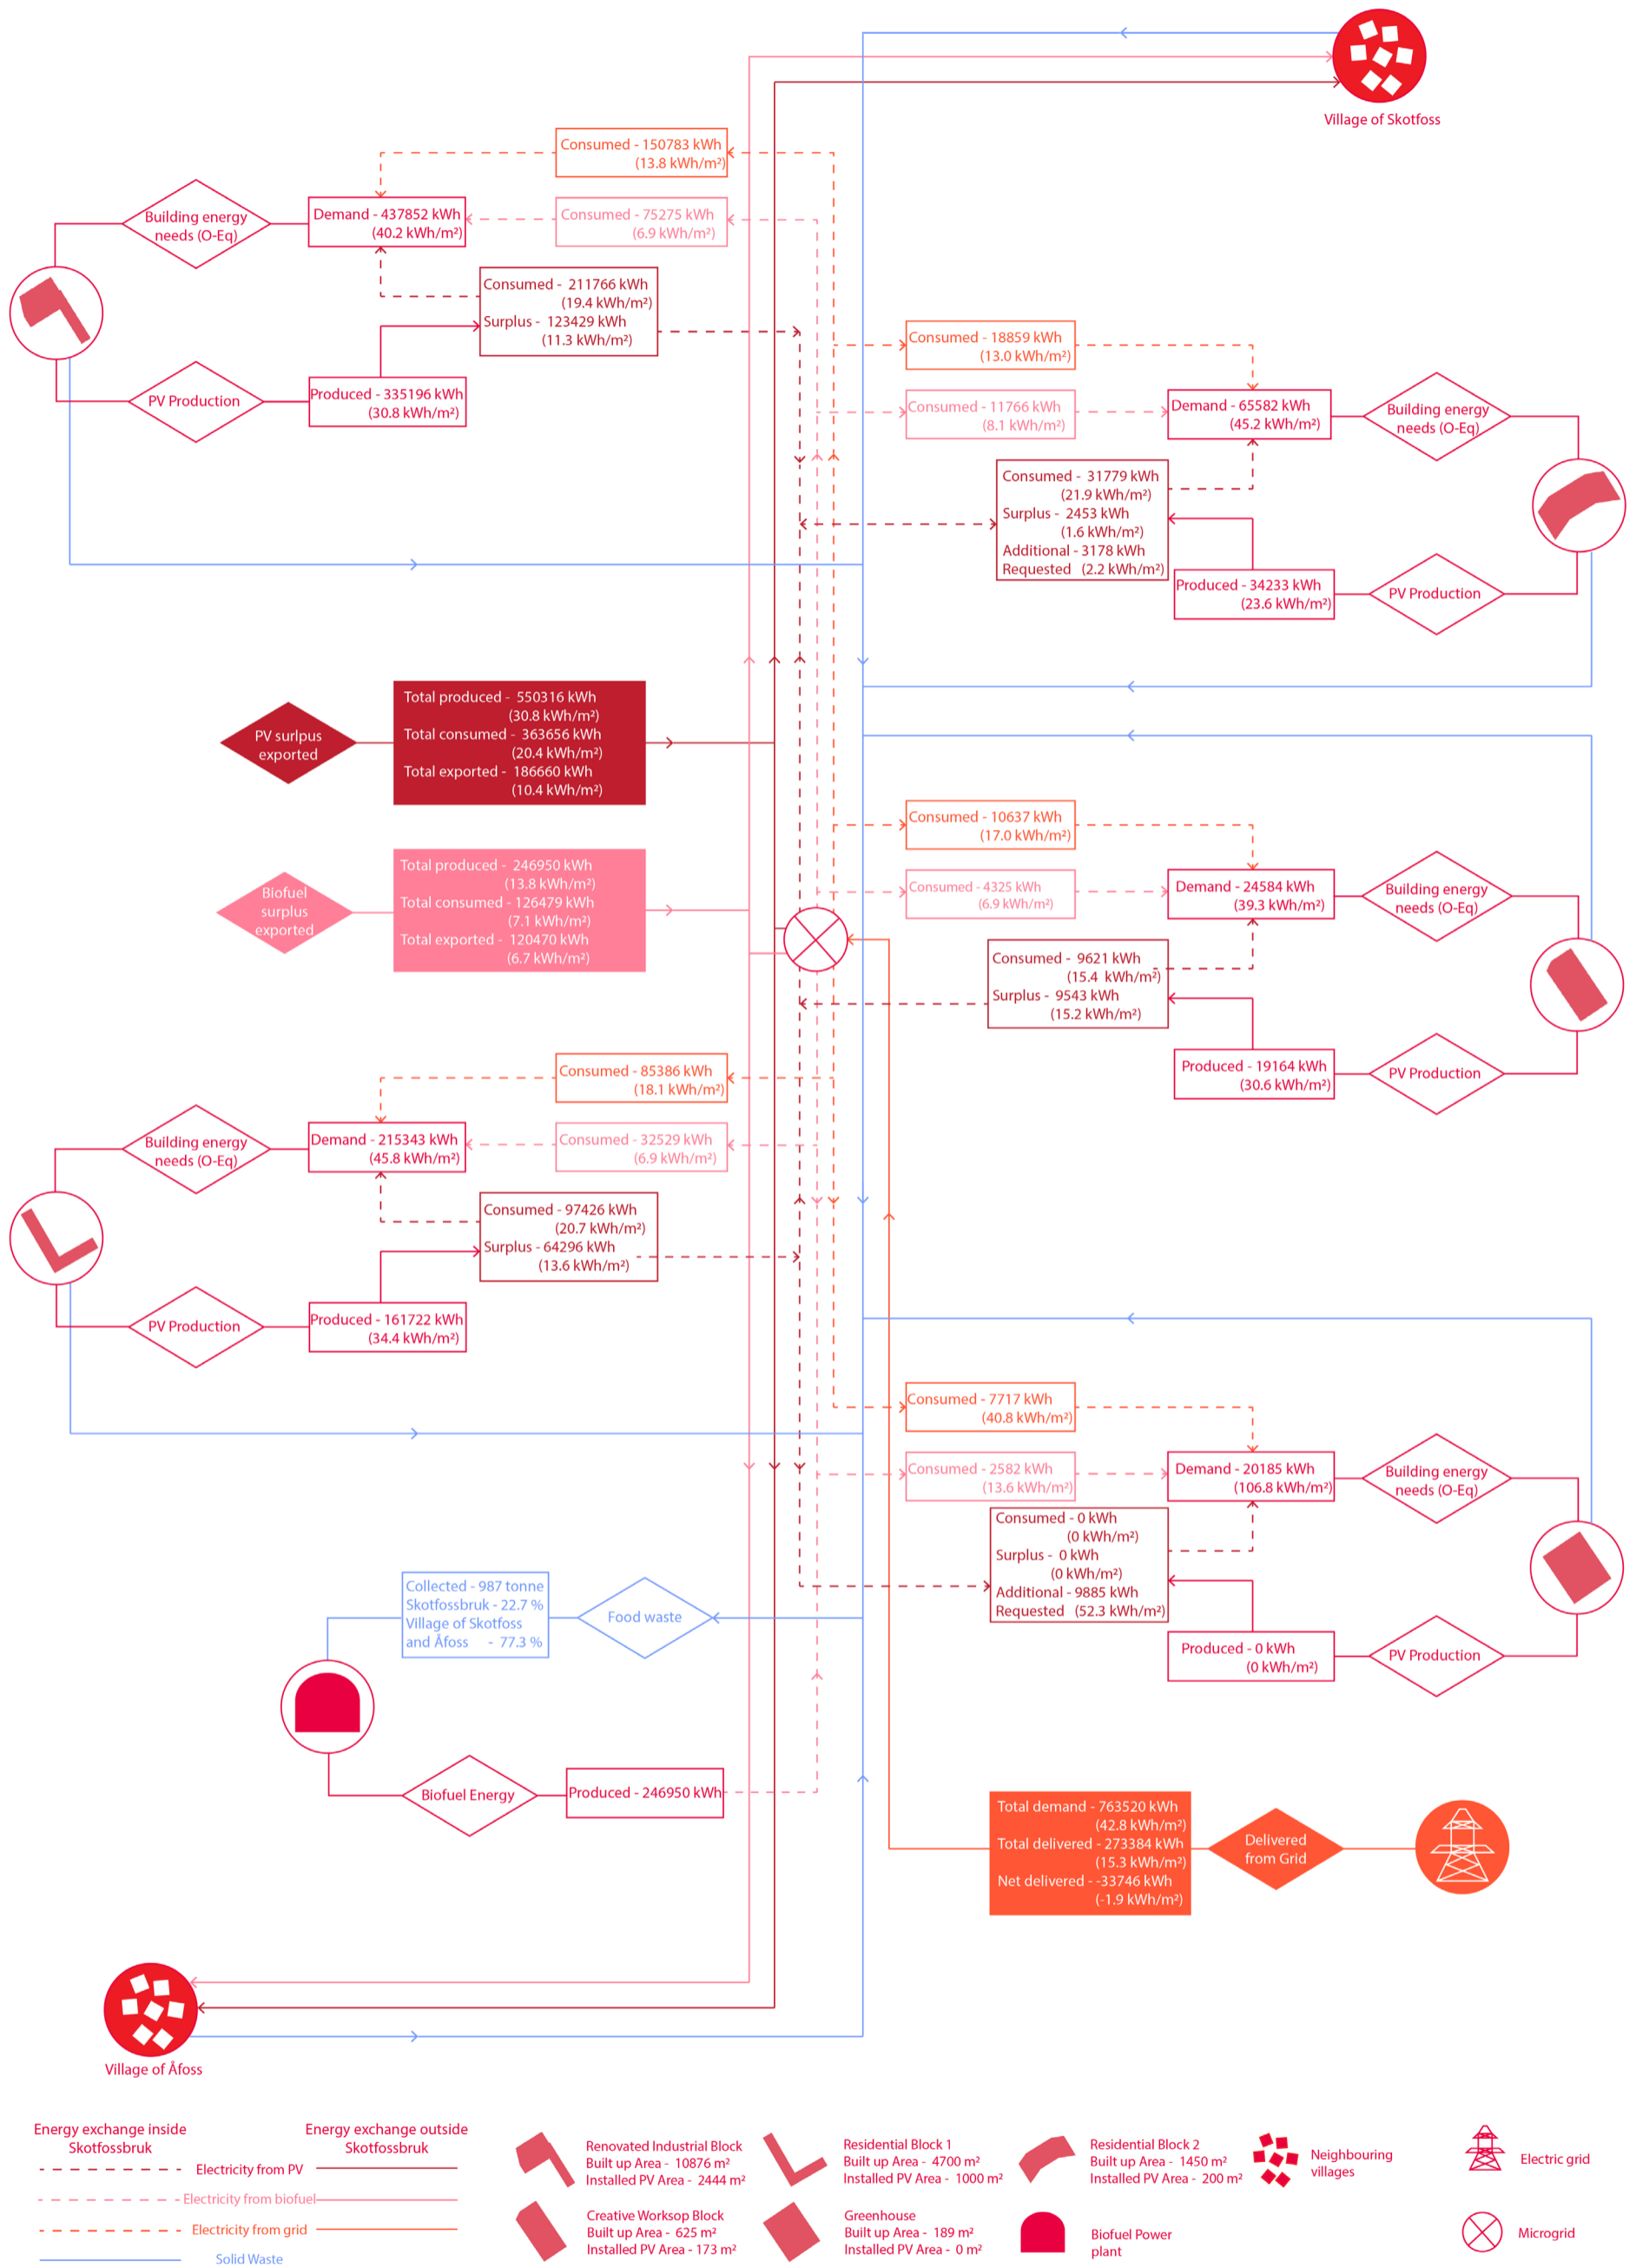 Village of Skotfoss
Consumed - 150783 kWh
(13.8 kWh/m²)
Building energy
needs (O-Eq)
Demand - 437852 kWh
(40.2 kWh/m²)
Consumed - 75275 kWh
(6.9 kWh/m²)
Consumed -  211766 kWh
(19.4 kWh/m²)
Surplus -  123429 kWh
(11.3 kWh/m²)
PV Production
Produced - 335196 kWh
(30.8 kWh/m²)
Consumed - 18859 kWh
(13.0 kWh/m²)
Consumed - 11766 kWh
(8.1 kWh/m²)
Demand - 65582 kWh
(45.2 kWh/m²)
Building energy
needs (O-Eq)
Consumed -  31779 kWh
(21.9 kWh/m²)
Surplus -  2453 kWh
(1.6 kWh/m²)
Additional - 3178 kWh
Requested   (2.2 kWh/m²)
Produced - 34233 kWh
(23.6 kWh/m²)
PV Production
PV surlpus
exported
Total produced -  550316 kWh
(30.8 kWh/m²)
Total consumed -  363656 kWh
(20.4 kWh/m²)
Total exported -  186660 kWh
(10.4 kWh/m²)
Biofuel
surplus
exported
Total produced -  246950 kWh
(13.8 kWh/m²)
Total consumed -  126479 kWh
(7.1 kWh/m²)
Total exported -  120470 kWh
(6.7 kWh/m²)
Consumed - 10637 kWh
(17.0 kWh/m²)
Consumed - 4325 kWh
(6.9 kWh/m²)
Demand - 24584 kWh
(39.3 kWh/m²)
Building energy
needs (O-Eq)
Consumed -  9621 kWh
(15.4  kWh/m²)
Surplus -  9543 kWh
(15.2 kWh/m²)
Produced - 19164 kWh
(30.6 kWh/m²)
PV Production
Consumed - 85386 kWh
(18.1 kWh/m²)
Building energy
needs (O-Eq)
Demand - 215343 kWh
(45.8 kWh/m²)
Consumed - 32529 kWh
(6.9 kWh/m²)
Consumed - 97426 kWh
(20.7 kWh/m²)
Surplus - 64296 kWh
(13.6 kWh/m²)
PV Production
Produced - 161722 kWh
(34.4 kWh/m²)
Consumed - 7717 kWh
(40.8 kWh/m²)
Consumed - 2582 kWh
(13.6 kWh/m²)
Demand - 20185 kWh
(106.8 kWh/m²)
Building energy
needs (O-Eq)
Consumed - 0 kWh
(0 kWh/m²)
Surplus -  0 kWh
(0 kWh/m²)
Additional - 9885 kWh
Requested   (52.3 kWh/m²)
Produced - 0 kWh
(0 kWh/m²)
PV Production
Collected - 987 tonne
Skotfossbruk - 22.7 %
Village of Skotfoss
and Åfoss     -  77.3 %
Food waste
Biofuel Energy
Produced - 246950 kWh
Total demand - 763520 kWh
(42.8 kWh/m²)
Total delivered - 273384 kWh
(15.3 kWh/m²)
Net delivered - -33746 kWh
(-1.9 kWh/m²)
Delivered
from Grid
Village of Åfoss
Energy exchange inside
Skotfossbruk
Energy exchange outside
Skotfossbruk
Electricity from PV
Electricity from biofuel
Electricity from grid
Solid Waste
Renovated Industrial Block
Built up Area -  10876 m²
Installed PV Area -  2444 m²
Residential Block 1
Built up Area -  4700 m²
Installed PV Area -  1000 m²
Residential Block 2
Built up Area -   1450 m²
Installed PV Area -  200 m²
Neighbouring
villages
Electric grid
Creative Worksop Block
Built up Area -  625 m²
Installed PV Area - 173 m²
Greenhouse
Built up Area -  189 m²
Installed PV Area -  0 m²
Biofuel Power
plant
Microgrid